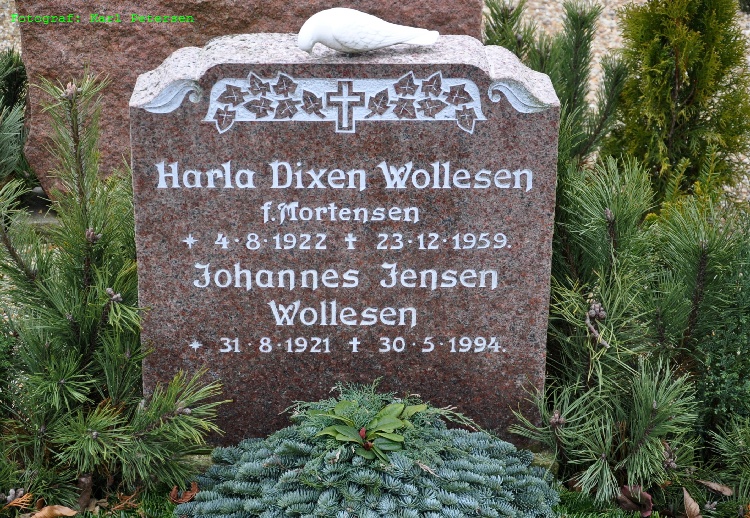 Fotograf: Karl Petersen
Harla Dixen Wollesen
f. Mortensen
* 4·8·1922 ✝ 23·12·1959.
Johannes Jensen
Wollesen
* 31·8·1921 ✝ 30·5·1994.